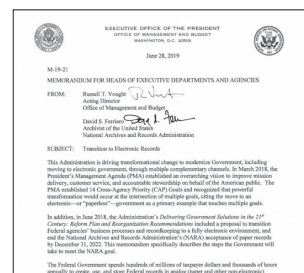 EXECUTIVE OFFICE OF THE PRESIDENT
OFFICE OF MANAGEMENT AND BUDGET
WASHINGTON, D.C. 20503
June 28, 2019
M-19-21
MEMORANDUM FOR HEADS OF EXECUTIVE DEPARTMENTS AND AGENCIES
FROM: Russell T. Vought
Acting Director
Office of Management and Budget
David S. Ferriero
Archivist of the United States
National Archives and Records Administration
SUBJECT: Transition to Electronic Records
This Administration is driving transformational change to modernize Government, including
moving to electronic government, through multiple complementary channels. In March 2018, the
President's Management Agenda (PMA) established an overarching vision to improve mission
delivery, customer service, and accountable stewardship on behalf of the American public. The
PMA established 14 Cross-Agency Priority (CAP) Goals and recognized that powerful
transformation would occur at the intersection of multiple goals, citing the move to an
electronic—or "paperless"—government as a primary example that touches multiple goals.
In addition, in June 2018, the Administration's Delivering Government Solutions in the 21st
Century: Reform Plan and Reorganization Recommendations included a proposal to transition
Federal agencies' business processes and recordkeeping to a fully electronic environment, and
end the National Archives and Records Administration's (NARA) acceptance of paper records
by December 31, 2022. This memorandum specifically describes the steps the Government will
take to meet the NARA goal.
The Federal Government spends hundreds of millions of taxpayer dollars and thousands of hours
annually to create, use, and store Federal records in analog (paper and other non-electronic)